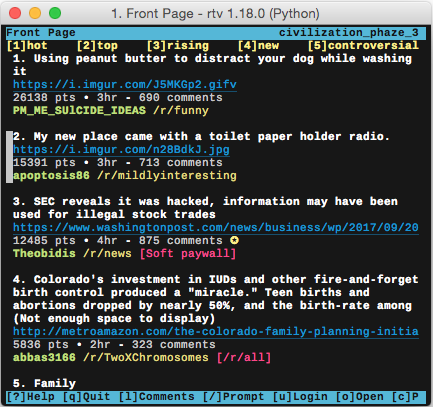 1. Front Page - rtv 1.18.0 (Python)
Front Page civilization_phaze_3
[1]hot [2]top [3]rising [4]new [5]controversial
1. Using peanut butter to distract your dog while washing
it
https://i.imgur.com/J5MKGp2.gifv
26138 pts • 3hr - 690 comments
PM_ME_SUlCIDE_IDEAS /r/funny
2. My new place came with a toilet paper holder radio.
https://i.imgur.com/n28BdkJ.jpg
15391 pts • 3hr - 713 comments
apoptosis66 /r/mildlyinteresting
3. SEC reveals it was hacked, information may have been
used for illegal stock trades
https://www.washingtonpost.com/news/business/wp/2017/09/20
12485 pts • 4hr - 875 comments ✪
Theobidis /r/news [Soft paywall]
4. Colorado's investment in IUDs and other fire-and-forget
birth control produced a "miracle." Teen births and
abortions dropped by nearly 50%, and the birth-rate among
(Not enough space to display)
http://metroamazon.com/the-colorado-family-planning-initia
5836 pts • 2hr - 323 comments
abbas3166 /r/TwoXChromosomes [/r/all]
5. Family
[?]Help [q]Quit [l]Comments [/]Prompt [u]Login [o]Open [c]P